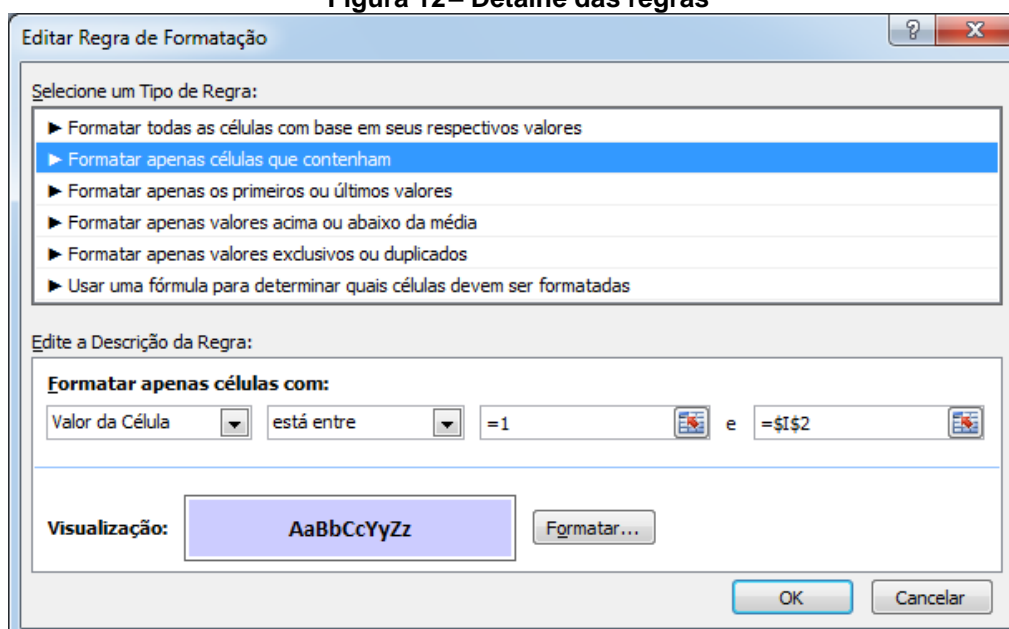 Figura 12– Detalhe das regras
Editar Regra de Formatação
Selecione um Tipo de Regra:
► Formatar todas as células com base em seus respectivos valores
► Formatar apenas células que contenham
► Formatar apenas os primeiros ou últimos valores
► Formatar apenas valores acima ou abaixo da média
► Formatar apenas valores exclusivos ou duplicados
► Usar uma fórmula para determinar quais células devem ser formatadas
Edite a Descrição da Regra:
Formatar apenas células com:
Valor da Célula está entre =1 e =$I$2
Visualização: AaBbCcYyZz Formatar...
OK Cancelar